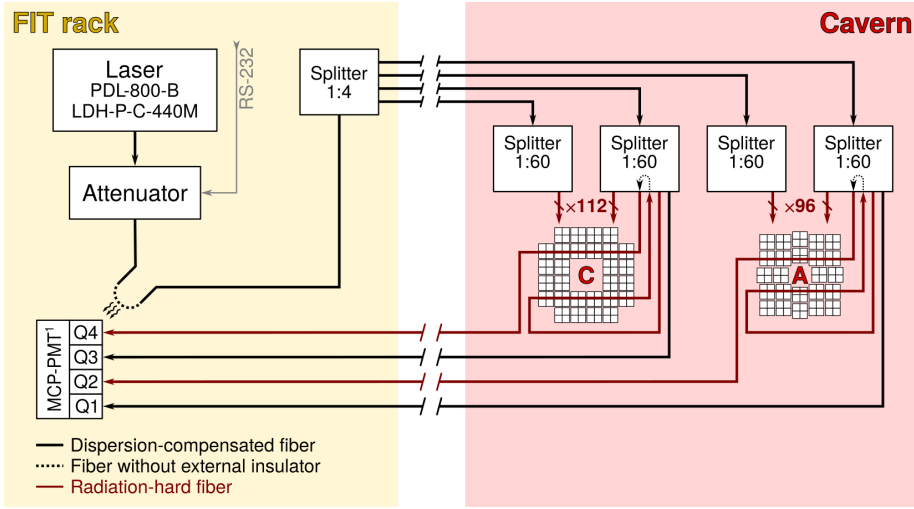 FIT rack
Cavern
Laser
PDL-800-B
LDH-P-C-440M
RS-232
Splitter
1:4
Attenuator
Splitter
1:60
Splitter
1:60
Splitter
1:60
Splitter
1:60
×112
×96
C
A
MCP-PMT¹
Q4
Q3
Q2
Q1
Dispersion-compensated fiber
Fiber without external insulator
Radiation-hard fiber